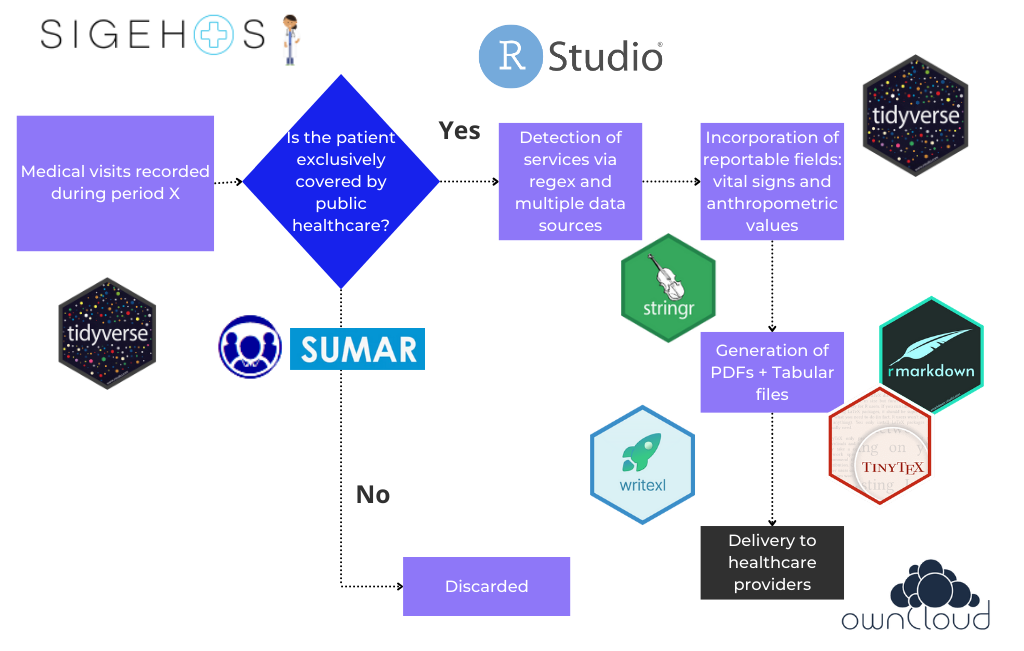 SIGEHOS
R Studio®
tidyverse
Medical visits recorded
during period X
Is the patient
exclusively
covered by
public
healthcare?
Yes
Detection of
services via
regex and
multiple data
sources
Incorporation of
reportable fields:
vital signs and
anthropometric
values
tidyverse
SUMAR
stringr
Generation of
PDFs + Tabular
files
rmarkdown
TINYTEX
writexl
No
Discarded
Delivery to
healthcare
providers
ownCloud